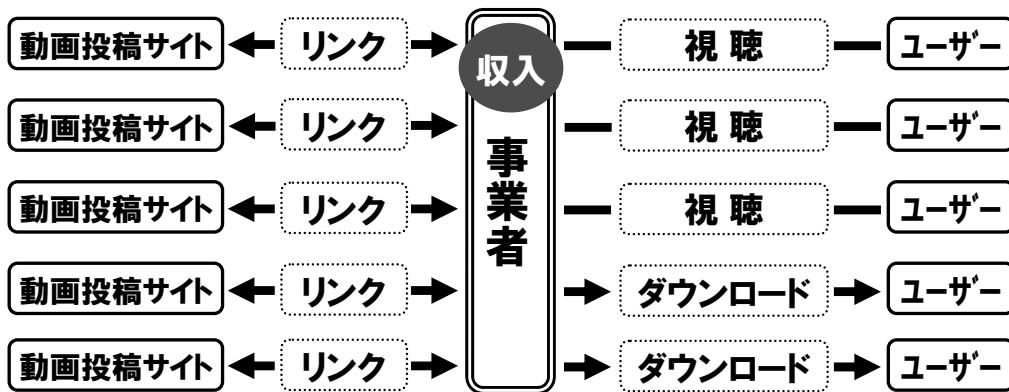 動画投稿サイト リンク 収入 視聴 ユーザー
動画投稿サイト リンク 視聴 ユーザー
動画投稿サイト リンク 事業者 視聴 ユーザー
動画投稿サイト リンク ダウンロード ユーザー
動画投稿サイト リンク ダウンロード ユーザー